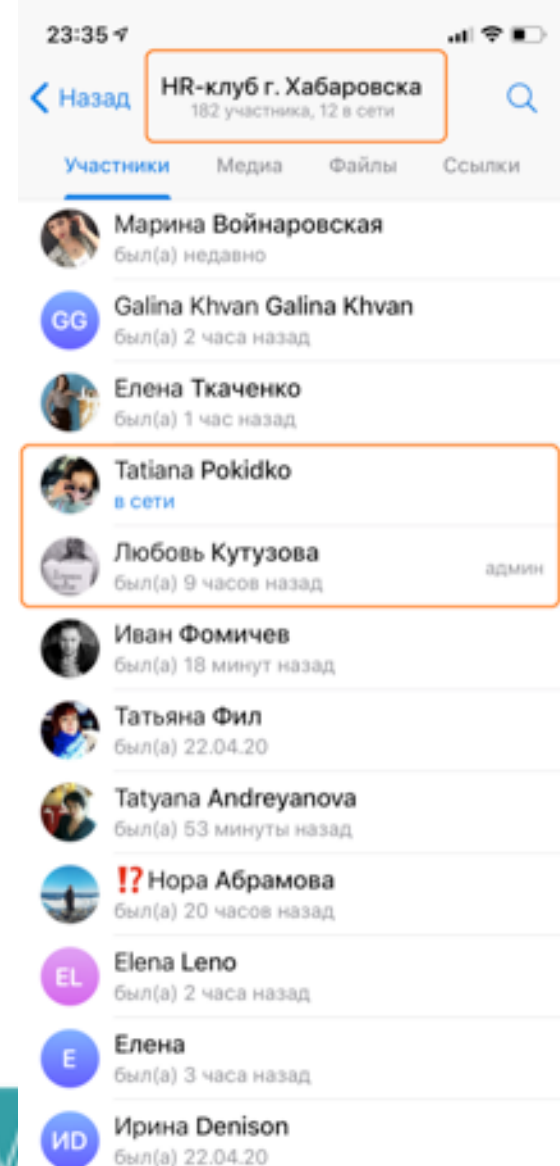 23:35
Назад
HR-клуб г. Хабаровска
182 участника, 12 в сети
Участники Медиа Файлы Ссылки
Марина Войнаровская
был(а) недавно
GG
Galina Khvan Galina Khvan
был(а) 2 часа назад
Елена Ткаченко
был(а) 1 час назад
Tatiana Pokidko
в сети
Любовь Кутузова
был(а) 9 часов назад
админ
Иван Фомичев
был(а) 18 минут назад
Татьяна Фил
был(а) 22.04.20
Tatyana Andreyanova
был(а) 53 минуты назад
⁉️Нора Абрамова
был(а) 20 часов назад
EL
Elena Leno
был(а) 2 часа назад
E
Елена
был(а) 3 часа назад
ИD
Ирина Denison
был(а) 22.04.20